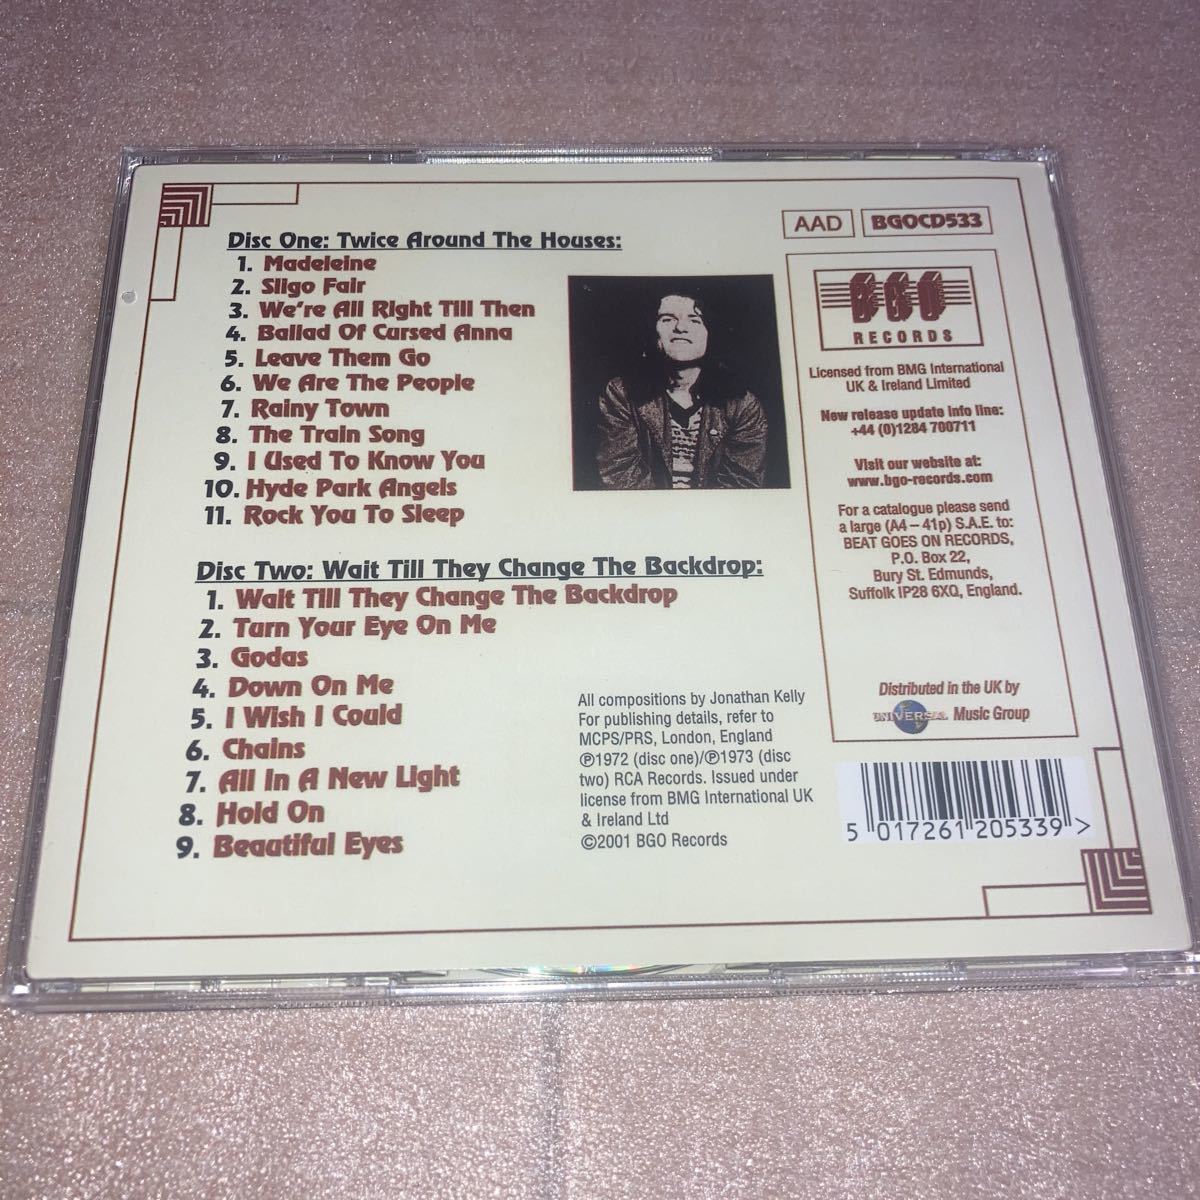 Disc One: Twice Around The Houses:
1. Madeleine
2. Sligo Fair
3. We're All Right Till Then
4. Ballad Of Cursed Anna
5. Leave Them Go
6. We Are The People
7. Rainy Town
8. The Train Song
9. I Used To Know You
10. Hyde Park Angels
11. Rock You To Sleep
Disc Two: Wait Till They Change The Backdrop:
1. Wait Till They Change The Backdrop
2. Turn Your Eye On Me
3. Godas
4. Down On Me
5. I Wish I Could
6. Chains
7. All In A New Light
8. Hold On
9. Beautiful Eyes
All compositions by Jonathan Kelly
For publishing details, refer to
MCPS/PRS, London, England
℗1972 (disc one)/℗1973 (disc
two) RCA Records. Issued under
license from BMG International UK
& Ireland Ltd
©2001 BGO Records
AAD
BGOCD533
BGO
RECORDS
Licensed from BMG International
UK & Ireland Limited
New release update info line:
+44 (0)1284 700711
Visit our website at:
www.bgo-records.com
For a catalogue please send
a large (A4 – 41p) S.A.E. to:
BEAT GOES ON RECORDS,
P.O. Box 22,
Bury St. Edmunds,
Suffolk IP28 6XQ, England.
Distributed in the UK by
UNIVERSAL Music Group
5 017261 205339 >